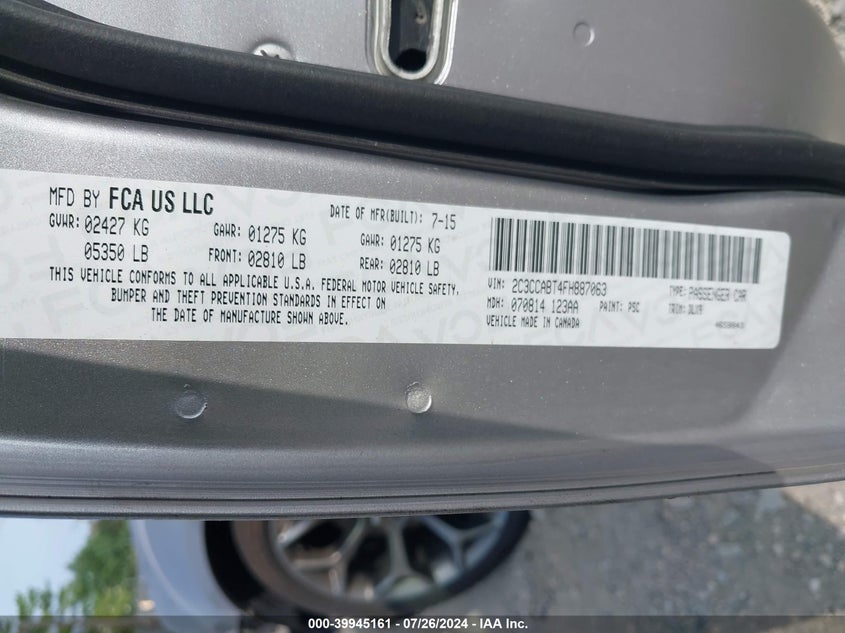 MFD BY FCA US LLC
DATE OF MFR(BUILT): 7-15
GVWR: 02427 KG
GAWR: 01275 KG
GAWR: 01275 KG
05350 LB
FRONT: 02810 LB
REAR: 02810 LB
THIS VEHICLE CONFORMS TO ALL APPLICABLE U.S.A. FEDERAL MOTOR VEHICLE SAFETY,
BUMPER AND THEFT PREVENTION STANDARDS IN EFFECT ON
THE DATE OF MANUFACTURE SHOWN ABOVE.
VIN: 2C3CCABT4FH887063
TYPE: PASSENGER CAR
MDH: 070814 123AA
PAINT: PSC
TRIM: DLX9
VEHICLE MADE IN CANADA
000-39945161 - 07/26/2024 - IAA Inc.